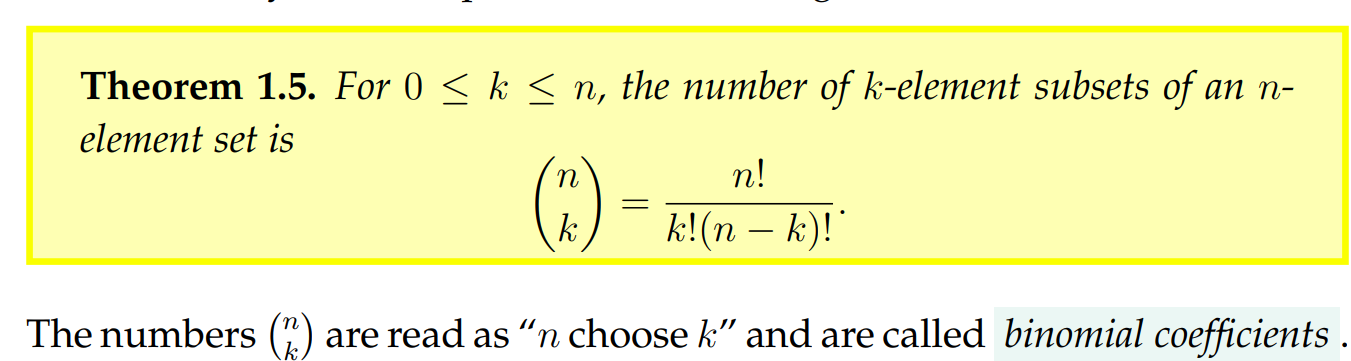 Theorem 1.5. For 0 ≤ k ≤ n, the number of k-element subsets of an n-
element set is
(n k) = n! / k!(n − k)!.
The numbers (n k) are read as “n choose k” and are called binomial coefficients .